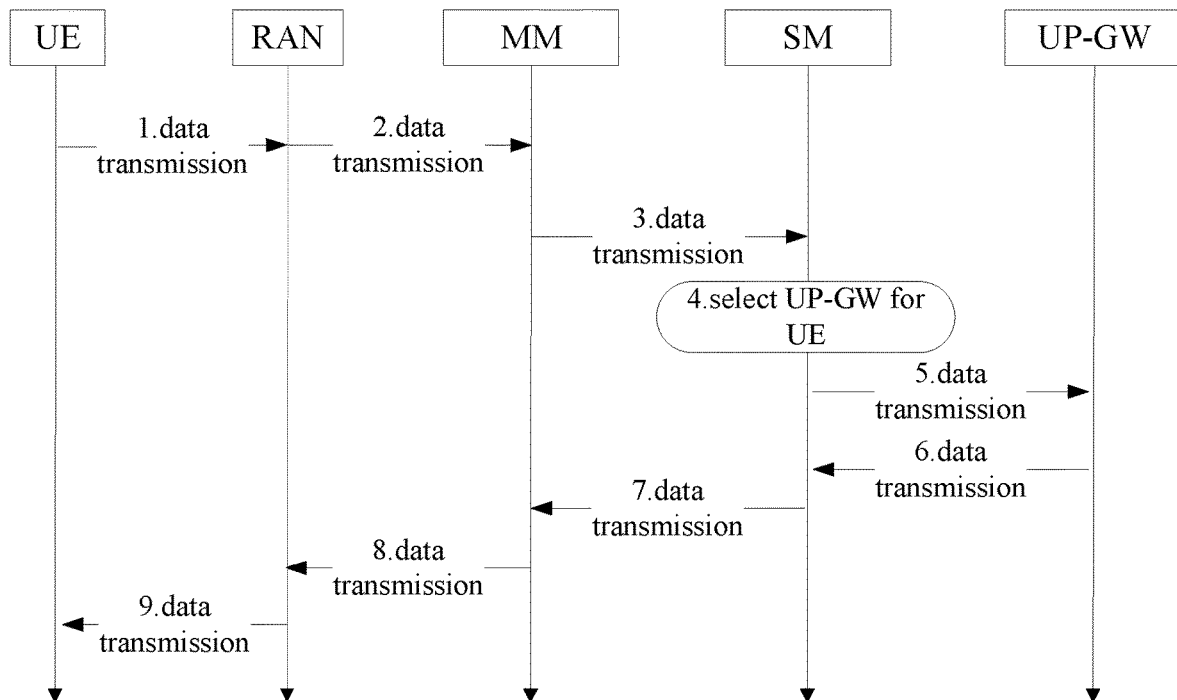 UE
RAN
MM
SM
UP-GW
1.data
transmission
2.data
transmission
3.data
transmission
4.select UP-GW for
UE
5.data
transmission
6.data
transmission
7.data
transmission
8.data
transmission
9.data
transmission